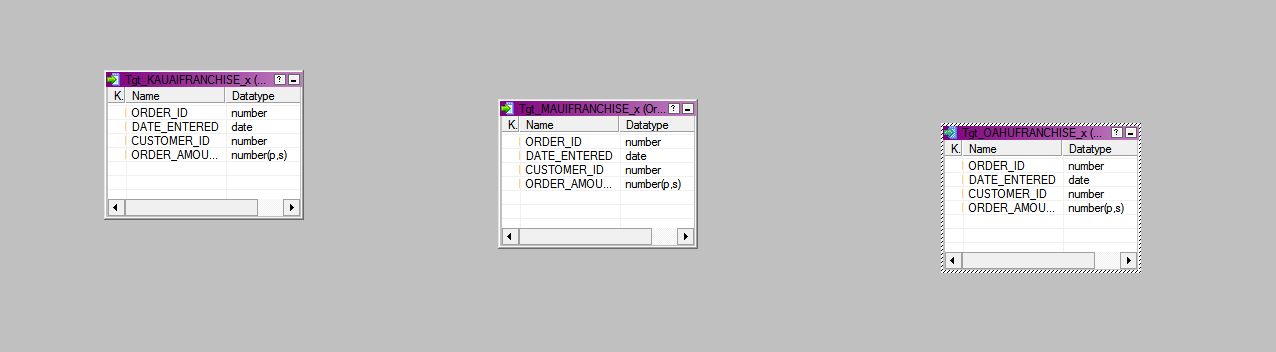 Tgt_KAUAIFRANCHISE_x (...
K. Name Datatype
ORDER_ID number
DATE_ENTERED date
CUSTOMER_ID number
ORDER_AMOU... number(p,s)
Tgt_MAUIFRANCHISE_x (Or...
K. Name Datatype
ORDER_ID number
DATE_ENTERED date
CUSTOMER_ID number
ORDER_AMOU... number(p,s)
Tgt_OAHUFRANCHISE_x (...
K. Name Datatype
ORDER_ID number
DATE_ENTERED date
CUSTOMER_ID number
ORDER_AMOU... number(p,s)